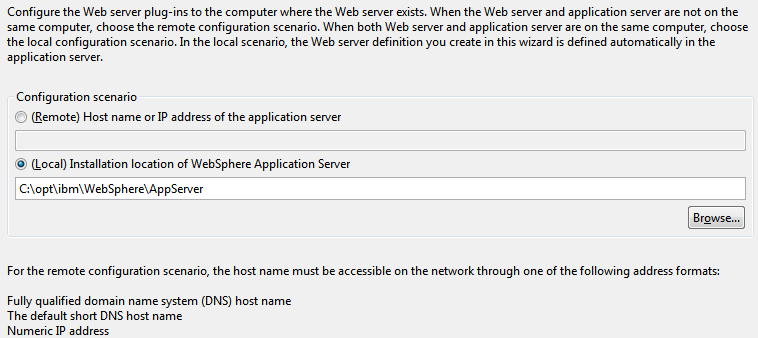 Configure the Web server plug-ins to the computer where the Web server exists. When the Web server and application server are not on the
same computer, choose the remote configuration scenario. When both Web server and application server are on the same computer, choose
the local configuration scenario. In the local scenario, the Web server definition you create in this wizard is defined automatically in the
application server.
Configuration scenario
(Remote) Host name or IP address of the application server
(Local) Installation location of WebSphere Application Server
C:\opt\ibm\WebSphere\AppServer
Browse...
For the remote configuration scenario, the host name must be accessible on the network through one of the following address formats:
Fully qualified domain name system (DNS) host name
The default short DNS host name
Numeric IP address